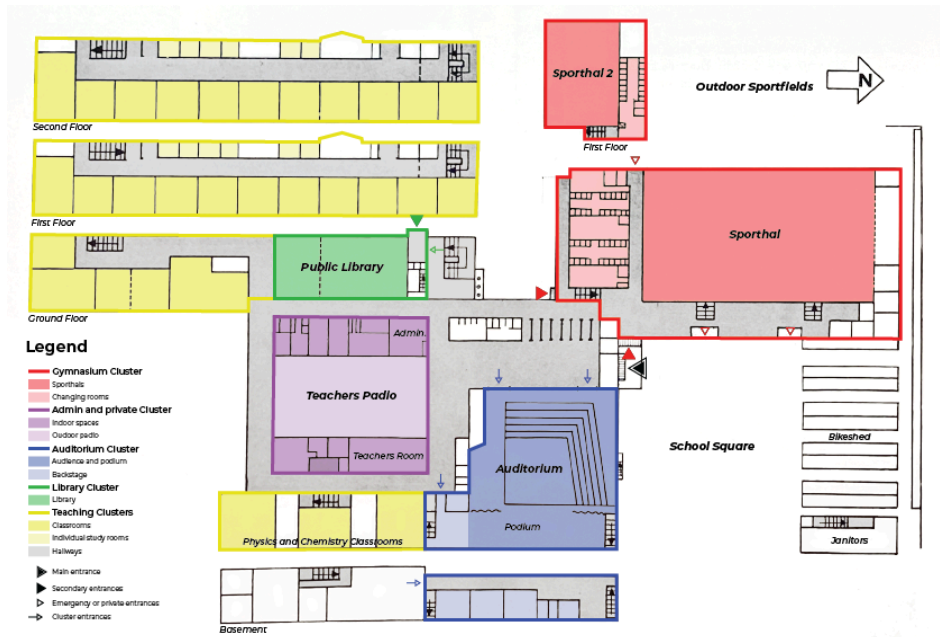 Second Floor
Sporthal 2
First Floor
Outdoor Sportfields
N
First Floor
Public Library
Sporthal
Ground Floor
Admin.
Teachers Padio
Teachers Room
Auditorium
Podium
School Square
Bikeshed
Janitors
Physics and Chemistry Classrooms
Basement
Legend
Gymnasium Cluster
Sporthals
Changing rooms
Admin and private Cluster
Indoor spaces
Oudoor padio
Auditorium Cluster
Audience and podium
Backstage
Library Cluster
Library
Teaching Clusters
Classrooms
Individual study rooms
Hallways
Main entrance
Secondary entrances
Emergency or private entrances
Cluster entrances